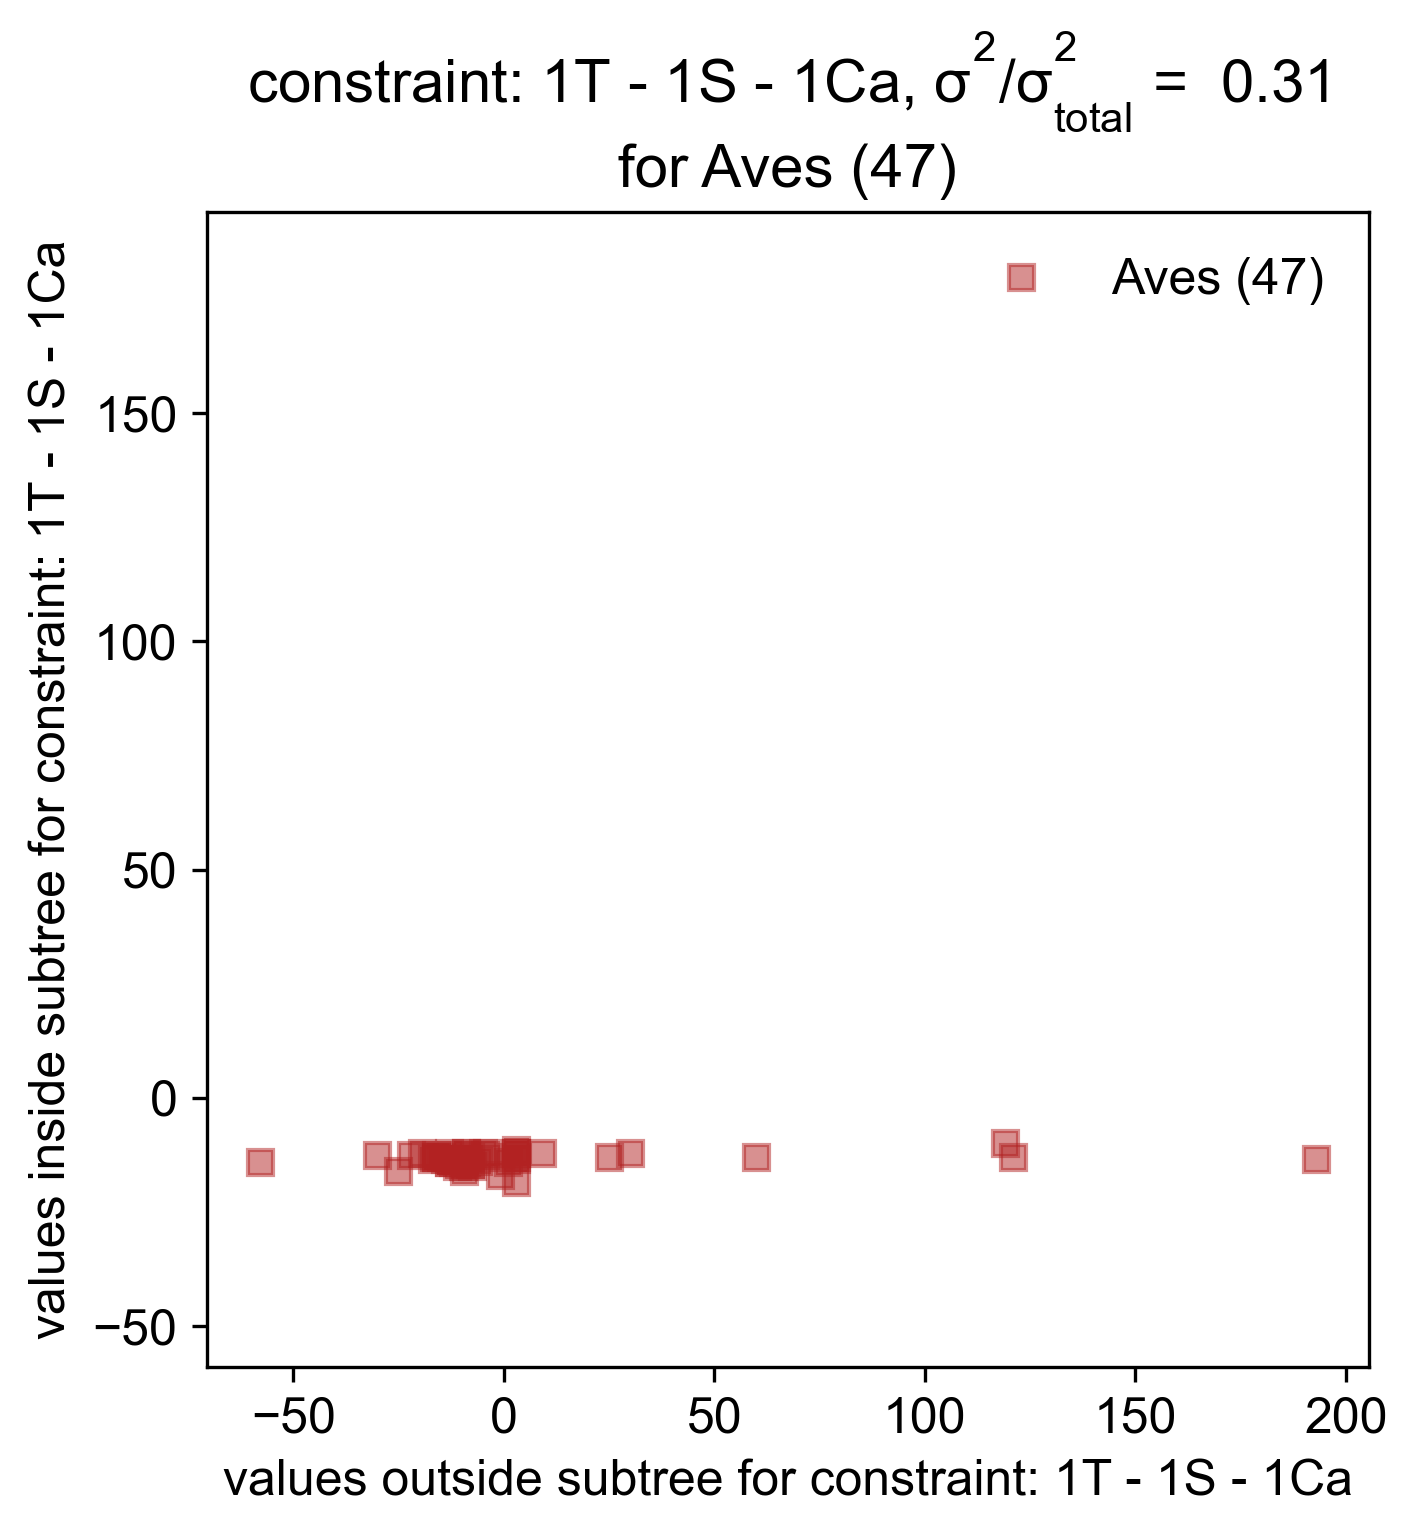 constraint: 1T - 1S - 1Ca, σ²/σ²total = 0.31
for Aves (47)
Aves (47)
values inside subtree for constraint: 1T - 1S - 1Ca
150
100
50
0
−50
−50 0 50 100 150 200
values outside subtree for constraint: 1T - 1S - 1Ca